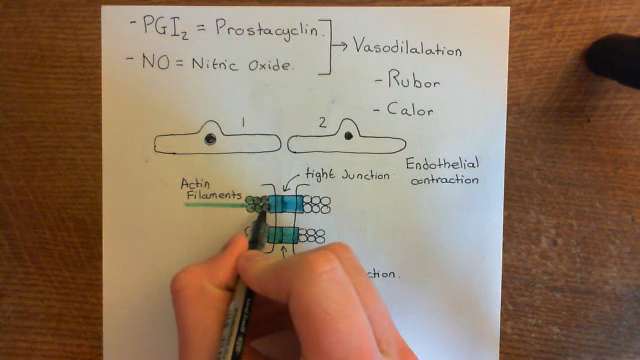 - PGI2 = Prostacyclin.
- NO = Nitric Oxide.
→ Vasodilalation
- Rubor
- Calor
1
2
Endothelial
contraction
tight Junction
Actin
Filaments